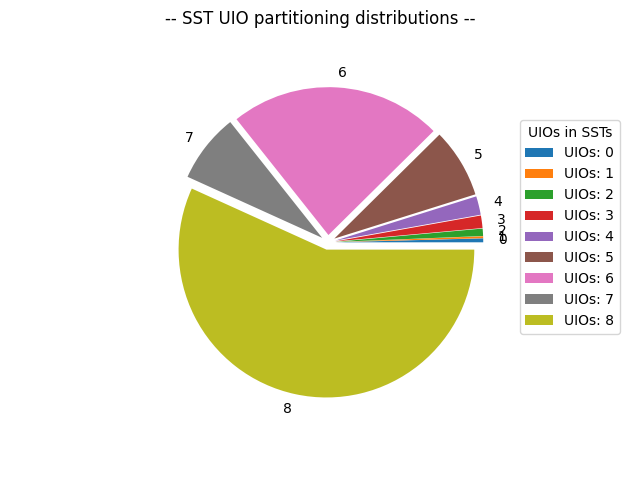 -- SST UIO partitioning distributions --
6
7
5
4
3
2
1
0
8
UIOs in SSTs
UIOs: 0
UIOs: 1
UIOs: 2
UIOs: 3
UIOs: 4
UIOs: 5
UIOs: 6
UIOs: 7
UIOs: 8